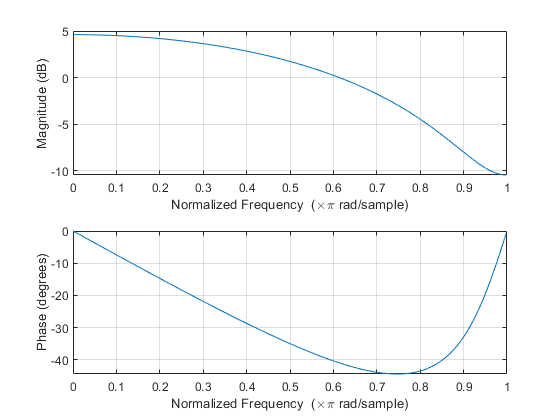 5
0
-5
-10
Magnitude (dB)
0 0.1 0.2 0.3 0.4 0.5 0.6 0.7 0.8 0.9 1
Normalized Frequency (×π rad/sample)
0
-10
-20
-30
-40
Phase (degrees)
0 0.1 0.2 0.3 0.4 0.5 0.6 0.7 0.8 0.9 1
Normalized Frequency (×π rad/sample)